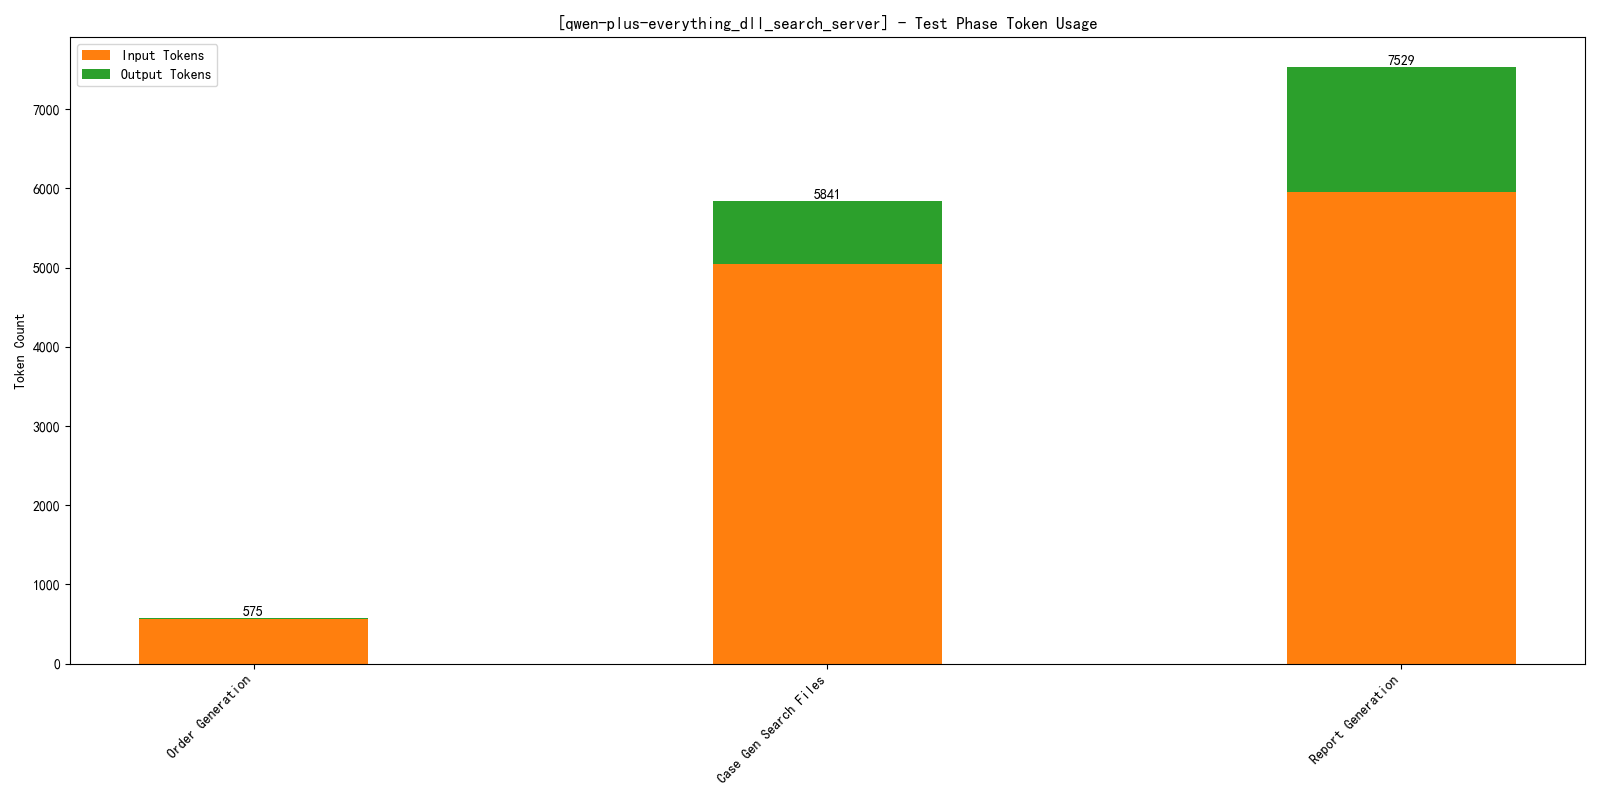 [qwen-plus-everything_dll_search_server] - Test Phase Token Usage
Input Tokens
Output Tokens
Token Count
7000
6000
5000
4000
3000
2000
1000
0
575
5841
7529
Order Generation
Case Gen Search Files
Report Generation